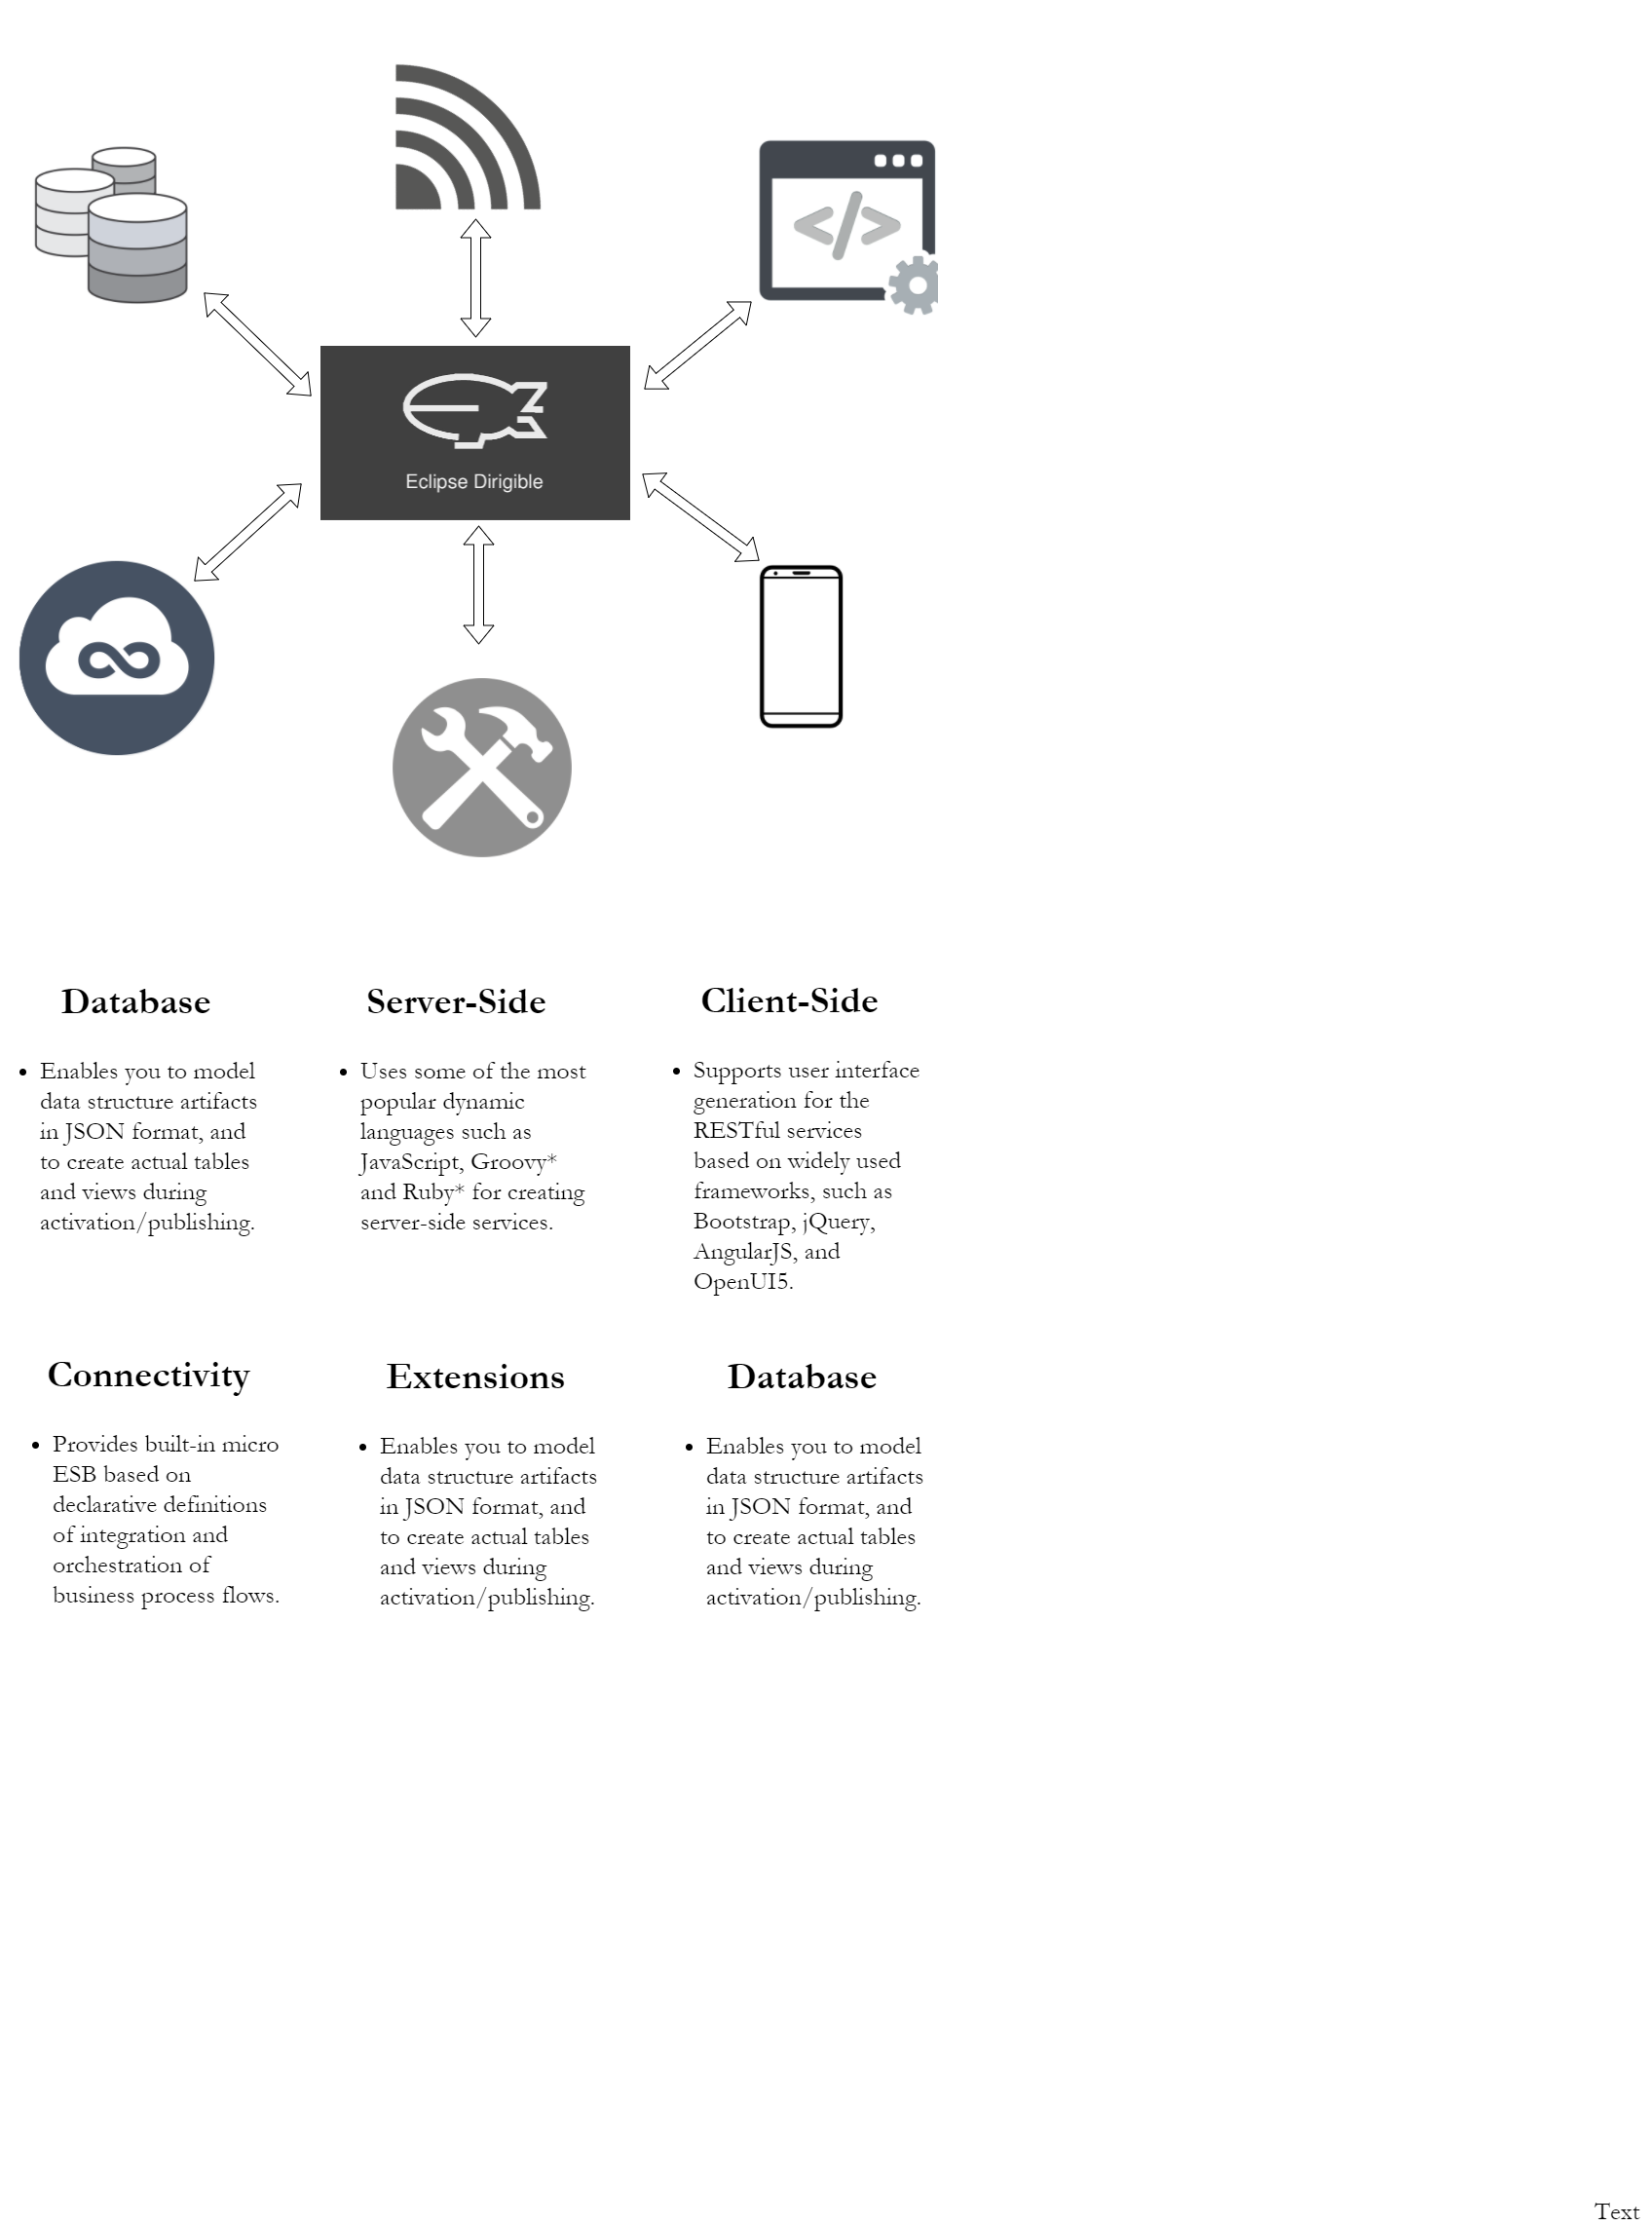 Eclipse Dirigible
Database
• Enables you to model
data structure artifacts
in JSON format, and
to create actual tables
and views during
activation/publishing.
Server-Side
• Uses some of the most
popular dynamic
languages such as
JavaScript, Groovy*
and Ruby* for creating
server-side services.
Client-Side
• Supports user interface
generation for the
RESTful services
based on widely used
frameworks, such as
Bootstrap, jQuery,
AngularJS, and
OpenUI5.
Connectivity
• Provides built-in micro
ESB based on
declarative definitions
of integration and
orchestration of
business process flows.
Extensions
• Enables you to model
data structure artifacts
in JSON format, and
to create actual tables
and views during
activation/publishing.
Database
• Enables you to model
data structure artifacts
in JSON format, and
to create actual tables
and views during
activation/publishing.
Text